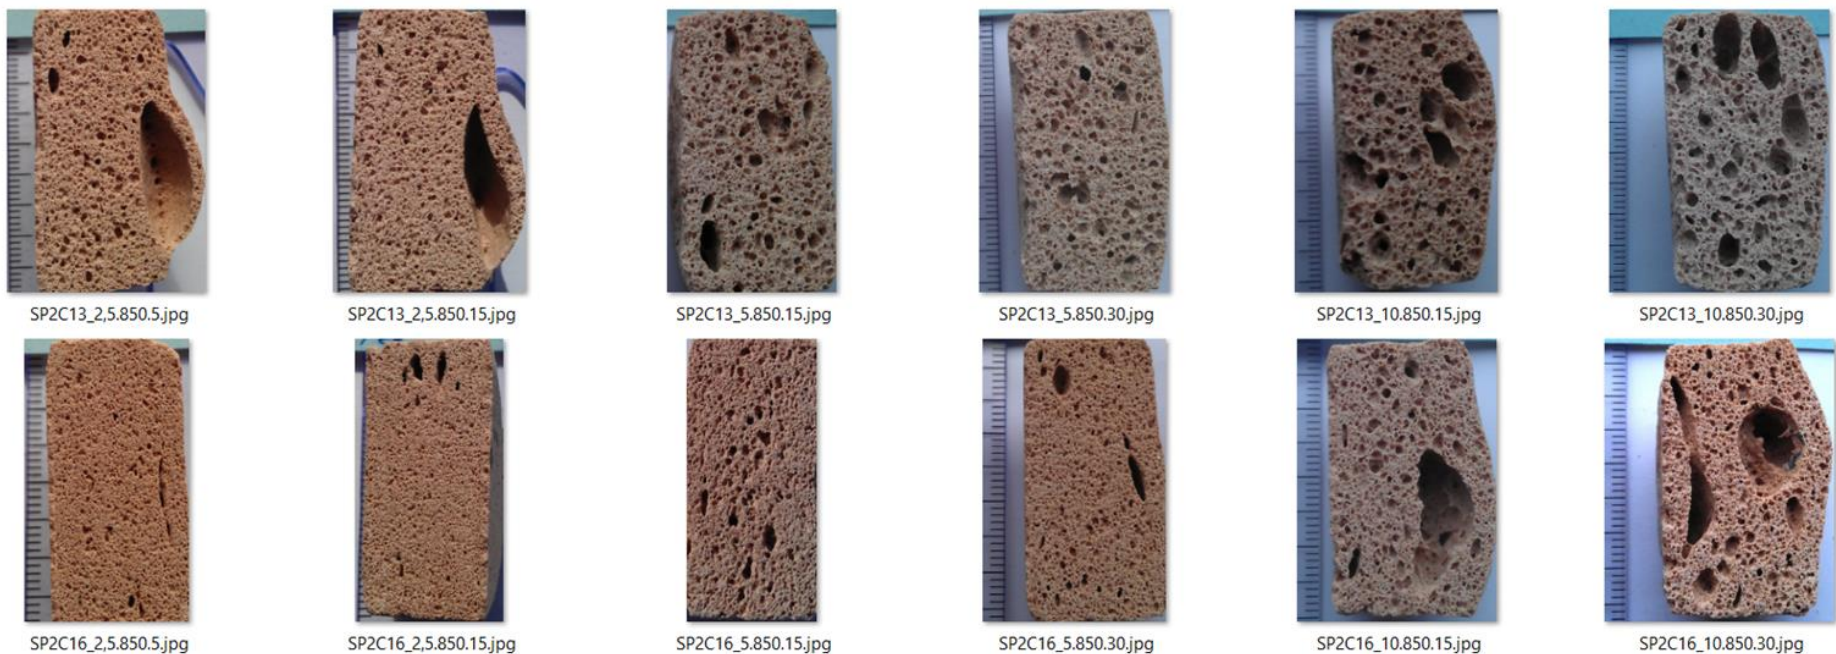 SP2C13_2,5.850.5.jpg
SP2C13_2,5.850.15.jpg
SP2C13_5.850.15.jpg
SP2C13_5.850.30.jpg
SP2C13_10.850.15.jpg
SP2C13_10.850.30.jpg
SP2C16_2,5.850.5.jpg
SP2C16_2,5.850.15.jpg
SP2C16_5.850.15.jpg
SP2C16_5.850.30.jpg
SP2C16_10.850.15.jpg
SP2C16_10.850.30.jpg